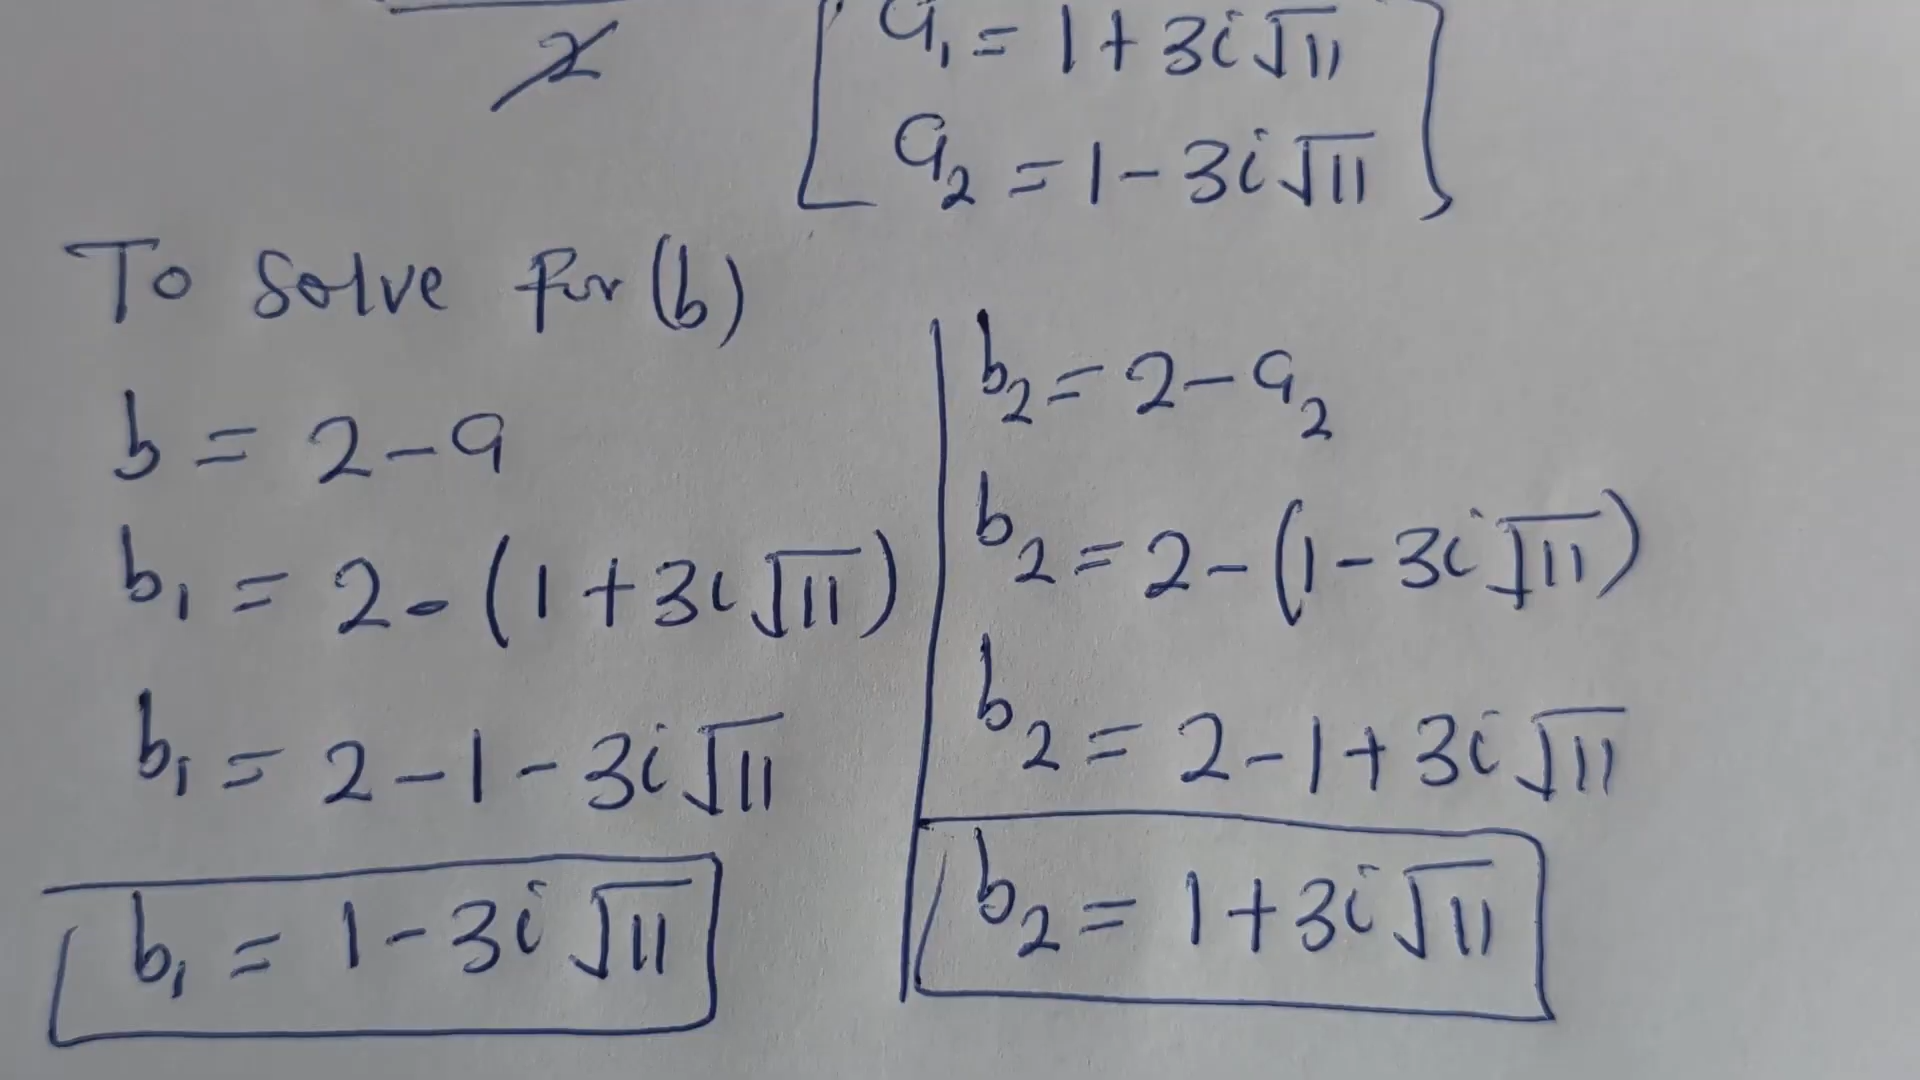 2
a₁ = 1 + 3i√11
a₂ = 1 - 3i√11
To solve for (b)
b = 2 - a
b₁ = 2 - (1 + 3i√11)
b₁ = 2 - 1 - 3i√11
b₁ = 1 - 3i√11
b₂ = 2 - a₂
b₂ = 2 - (1 - 3i√11)
b₂ = 2 - 1 + 3i√11
b₂ = 1 + 3i√11